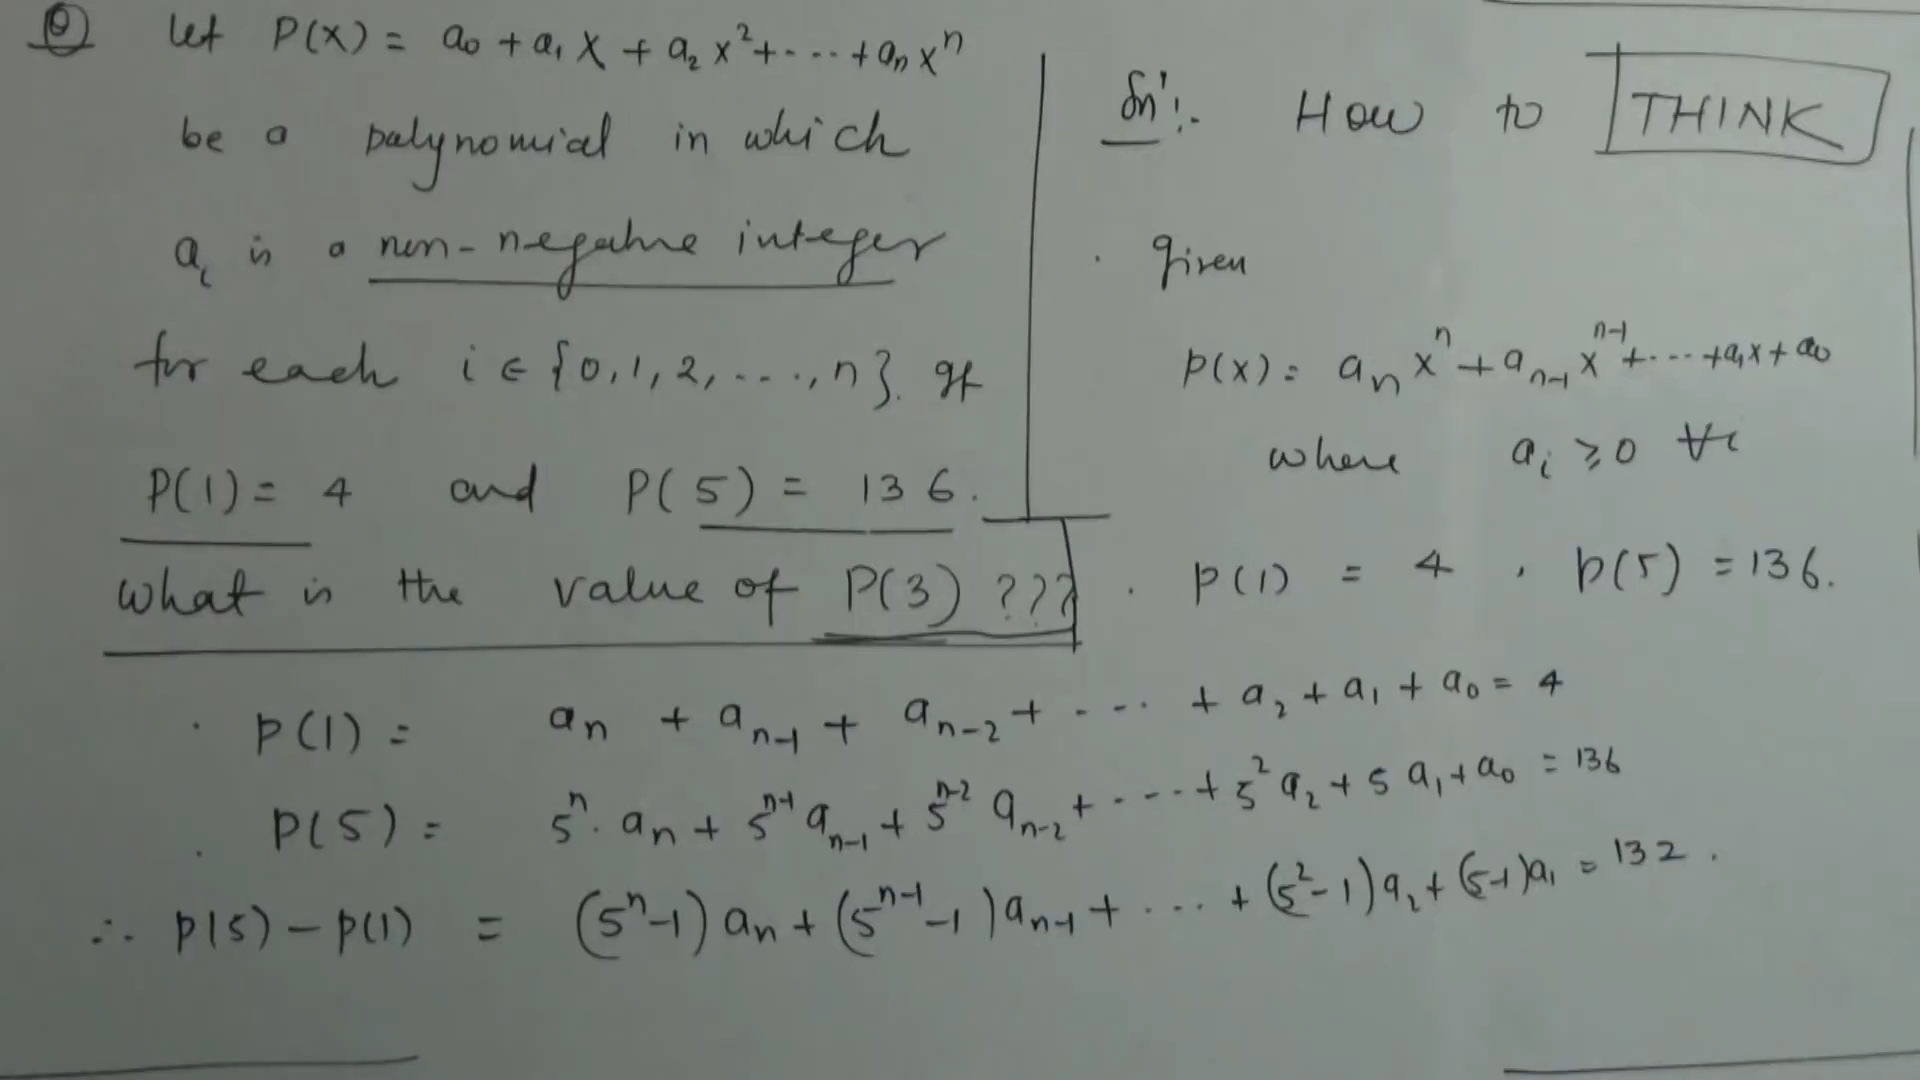 Q let P(x) = a₀ + a₁x + a₂x² + ---- + aₙxⁿ
be a polynomial in which
aᵢ is a non-negative integer
for each i ∈ {0,1,2,....,n}. If
P(1) = 4 and P(5) = 136.
what is the value of P(3) ???
Solⁿ:- How to THINK
· given
p(x) = aₙxⁿ + aₙ₋₁xⁿ⁻¹ + ---- + a₁x + a₀
where aᵢ ≥ 0 ∀i
· p(1) = 4 , p(5) = 136.
· p(1) = aₙ + aₙ₋₁ + aₙ₋₂ + ---- + a₂ + a₁ + a₀ = 4
· p(5) = 5ⁿ·aₙ + 5ⁿ⁻¹aₙ₋₁ + 5ⁿ⁻²aₙ₋₂ + ---- + 5²a₂ + 5a₁ + a₀ = 136
∴ p(5) - p(1) = (5ⁿ-1)aₙ + (5ⁿ⁻¹-1)aₙ₋₁ + ---- + (5²-1)a₂ + (5-1)a₁ = 132.